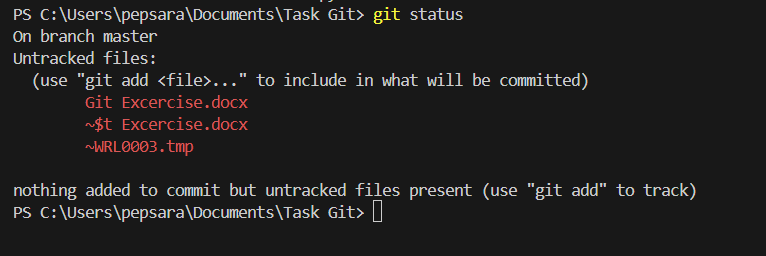 PS C:\Users\pepsara\Documents\Task Git> git status
On branch master
Untracked files:
  (use "git add <file>..." to include in what will be committed)
        Git Excercise.docx
        ~$t Excercise.docx
        ~WRL0003.tmp

nothing added to commit but untracked files present (use "git add" to track)
PS C:\Users\pepsara\Documents\Task Git>